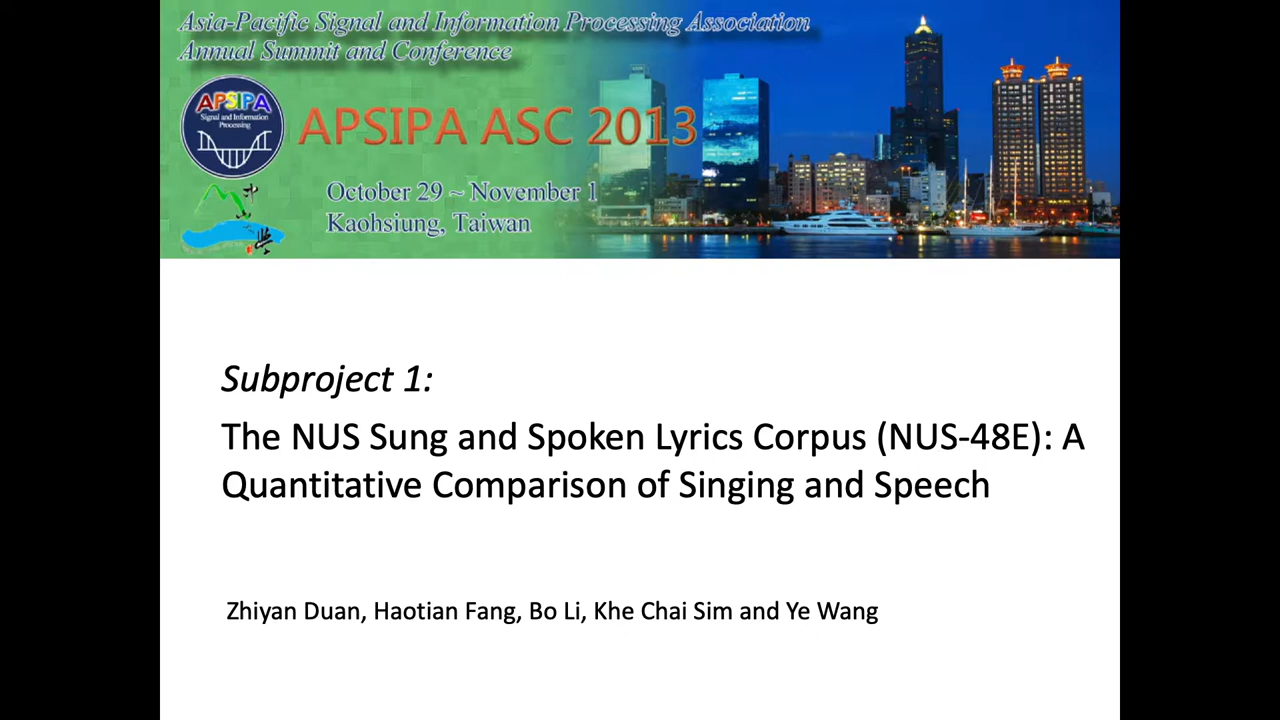 Asia-Pacific Signal and Information Processing Association
Annual Summit and Conference
APSIPA
Signal and Information
Processing
APSIPA ASC 2013
October 29 ~ November 1
Kaohsiung, Taiwan
Subproject 1:
The NUS Sung and Spoken Lyrics Corpus (NUS-48E): A
Quantitative Comparison of Singing and Speech
Zhiyan Duan, Haotian Fang, Bo Li, Khe Chai Sim and Ye Wang